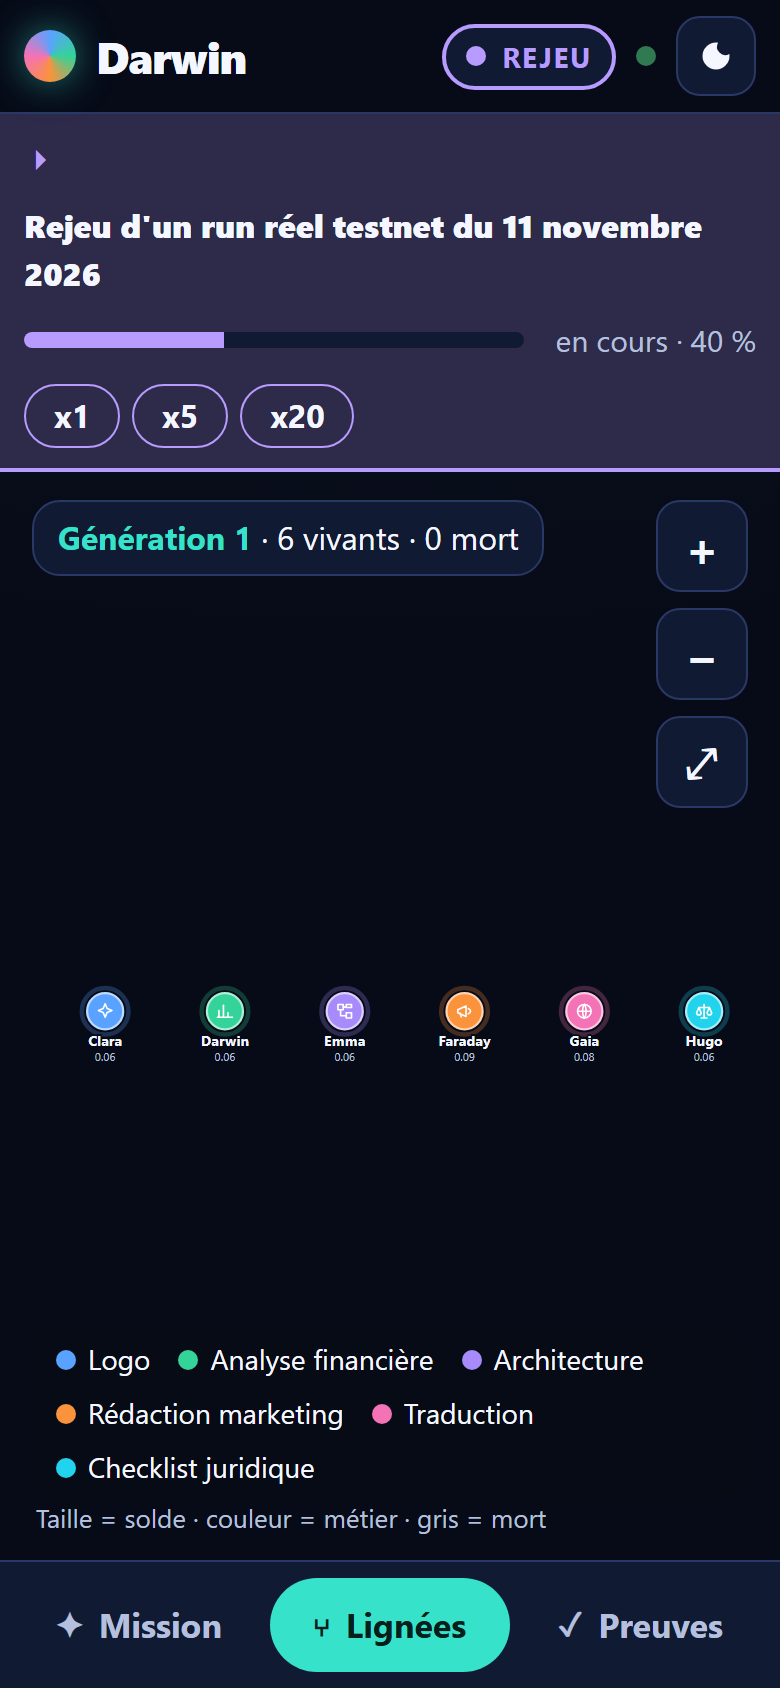 Darwin
REJEU
Rejeu d'un run réel testnet du 11 novembre
2026
en cours · 40 %
x1 x5 x20
Génération 1 · 6 vivants · 0 mort
+
−
Clara Darwin Emma Faraday Gaia Hugo
0.06 0.06 0.06 0.09 0.08 0.06
Logo Analyse financière Architecture
Rédaction marketing Traduction
Checklist juridique
Taille = solde · couleur = métier · gris = mort
Mission Lignées Preuves